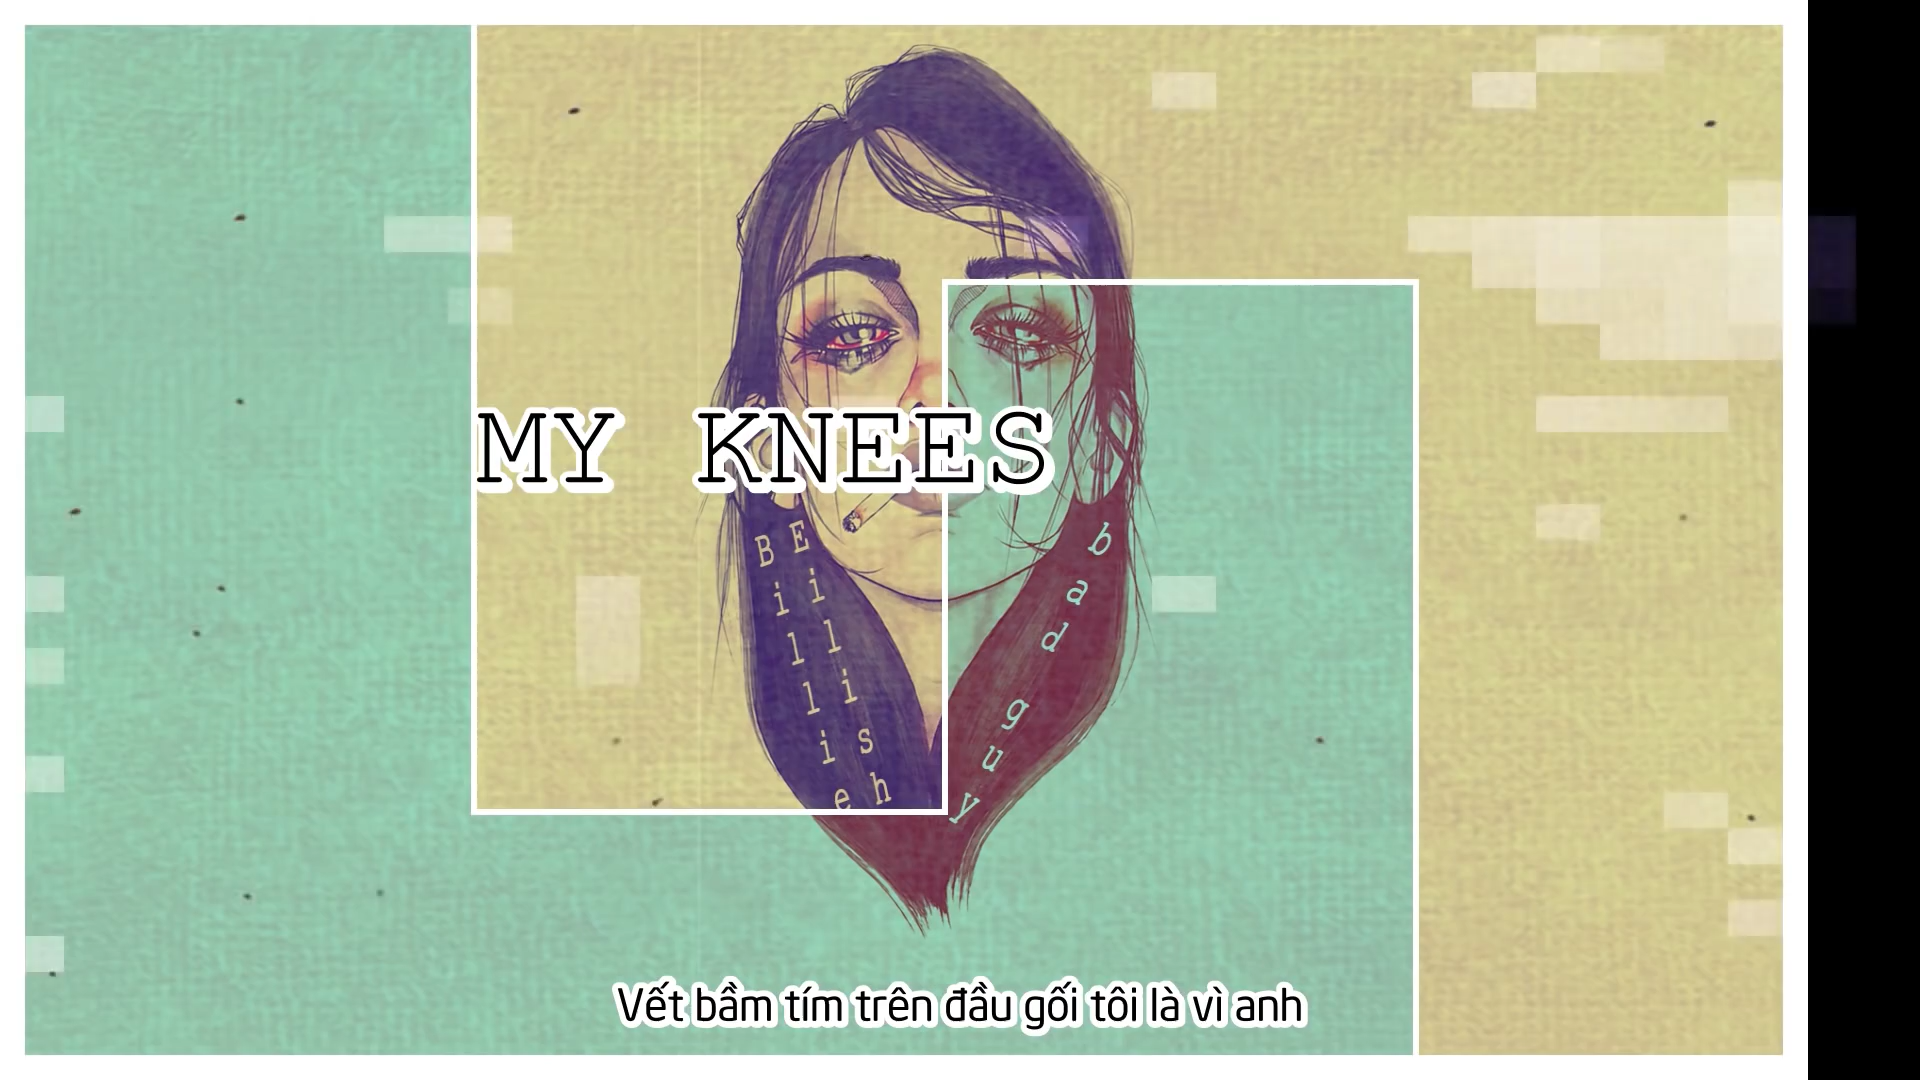 MY KNEES
Billie
Eilish
bad guy
Vết bầm tím trên đầu gối tôi là vì anh